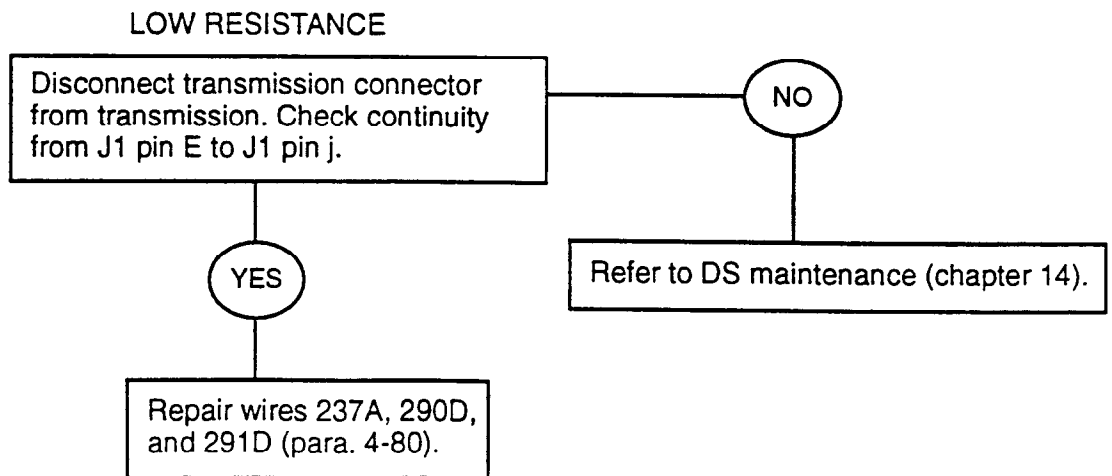 LOW RESISTANCE
Disconnect transmission connector
from transmission. Check continuity
from J1 pin E to J1 pin j.
NO
YES
Refer to DS maintenance (chapter 14).
Repair wires 237A, 290D,
and 291D (para. 4-80).